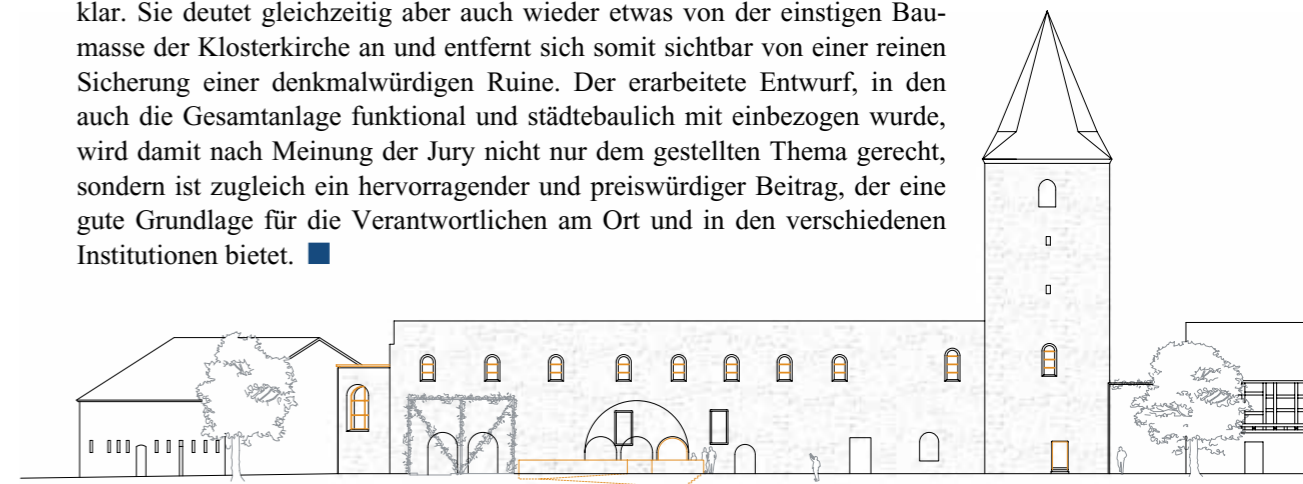 klar. Sie deutet gleichzeitig aber auch wieder etwas von der einstigen Bau-
masse der Klosterkirche an und entfernt sich somit sichtbar von einer reinen
Sicherung einer denkmalwürdigen Ruine. Der erarbeitete Entwurf, in den
auch die Gesamtanlage funktional und städtebaulich mit einbezogen wurde,
wird damit nach Meinung der Jury nicht nur dem gestellten Thema gerecht,
sondern ist zugleich ein hervorragender und preiswürdiger Beitrag, der eine
gute Grundlage für die Verantwortlichen am Ort und in den verschiedenen
Institutionen bietet.